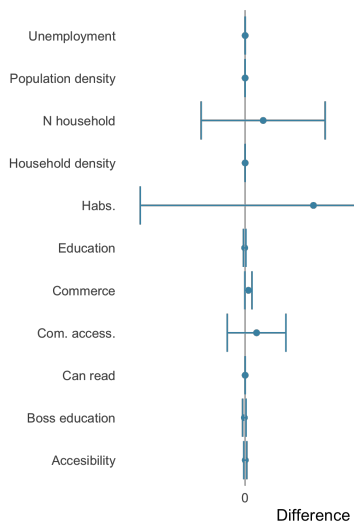 Unemployment
Population density
N household
Household density
Habs.
Education
Commerce
Com. access.
Can read
Boss education
Accesibility
0
Difference